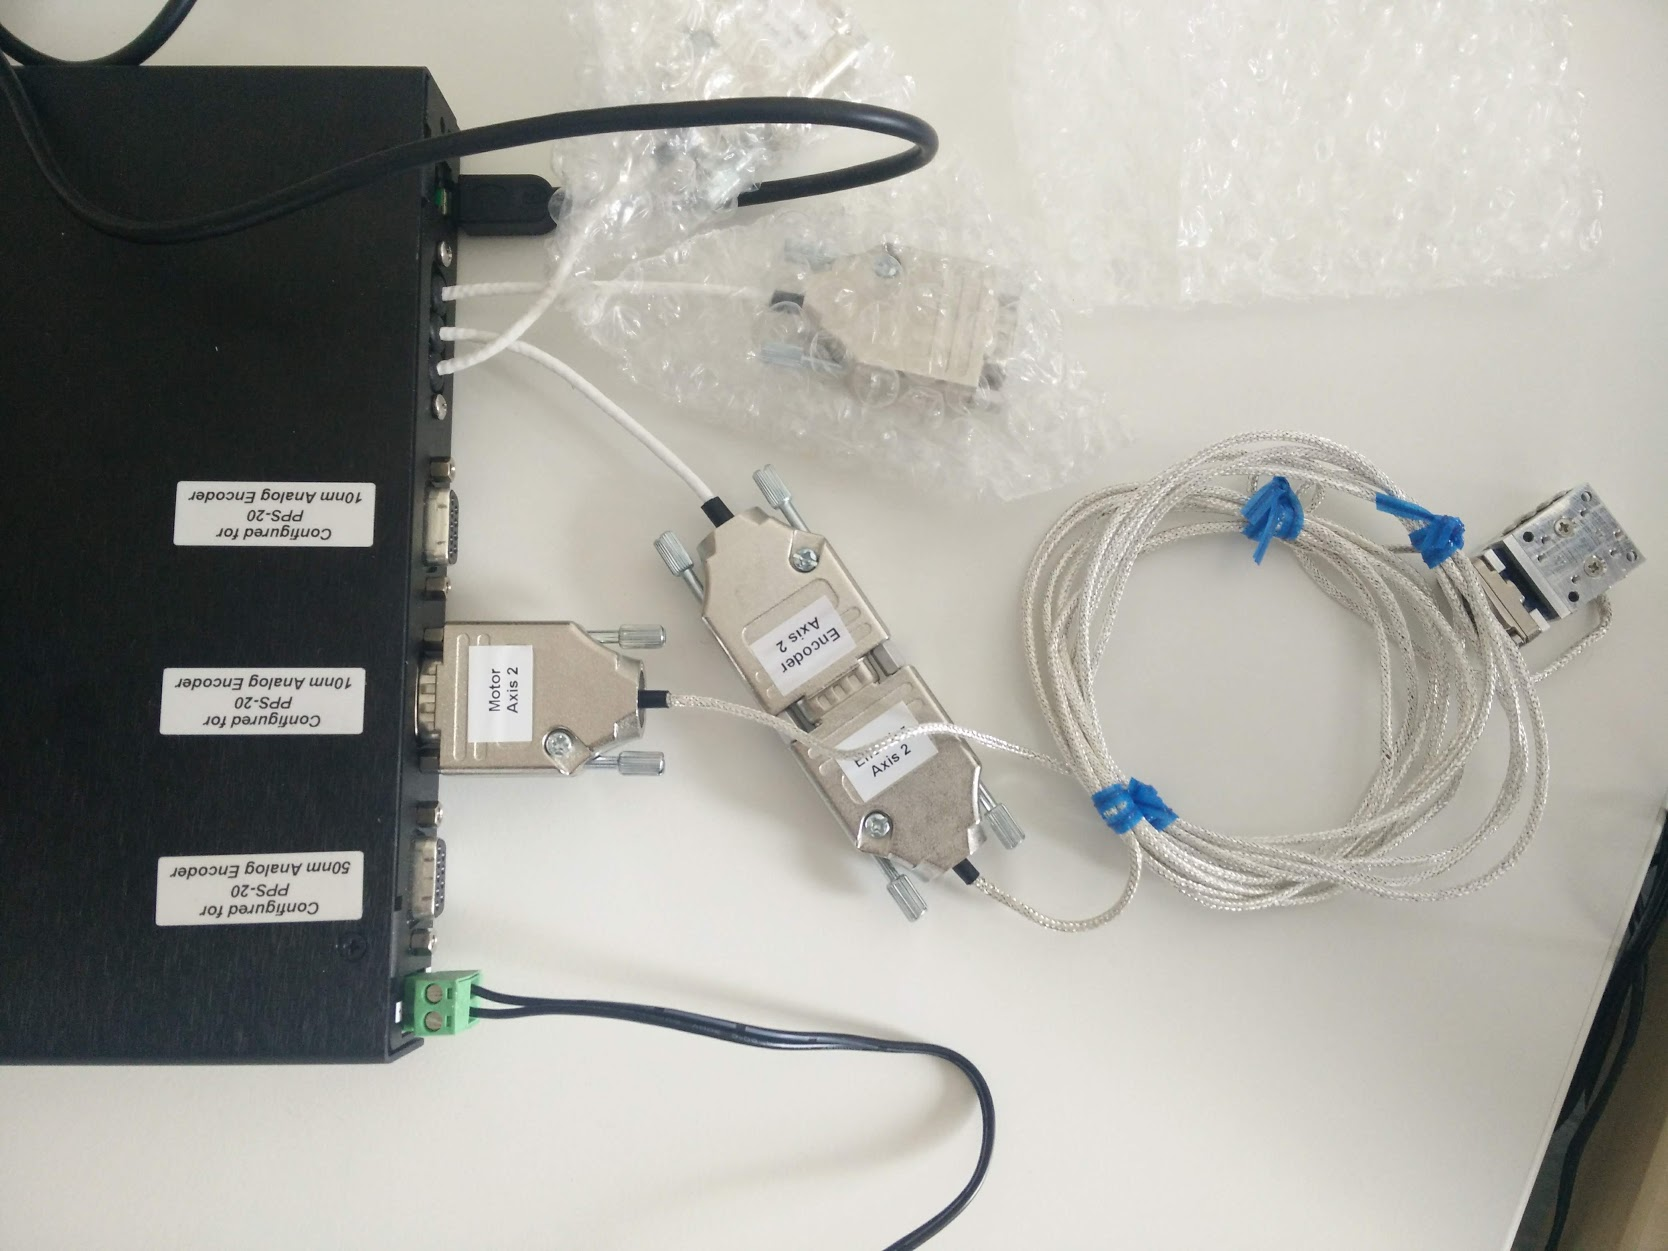 Configured for
PPS-20
10nm Analog Encoder
Configured for
PPS-20
10nm Analog Encoder
Configured for
PPS-20
50nm Analog Encoder
Motor
Axis 2
Encoder
Axis 2
Axis 2